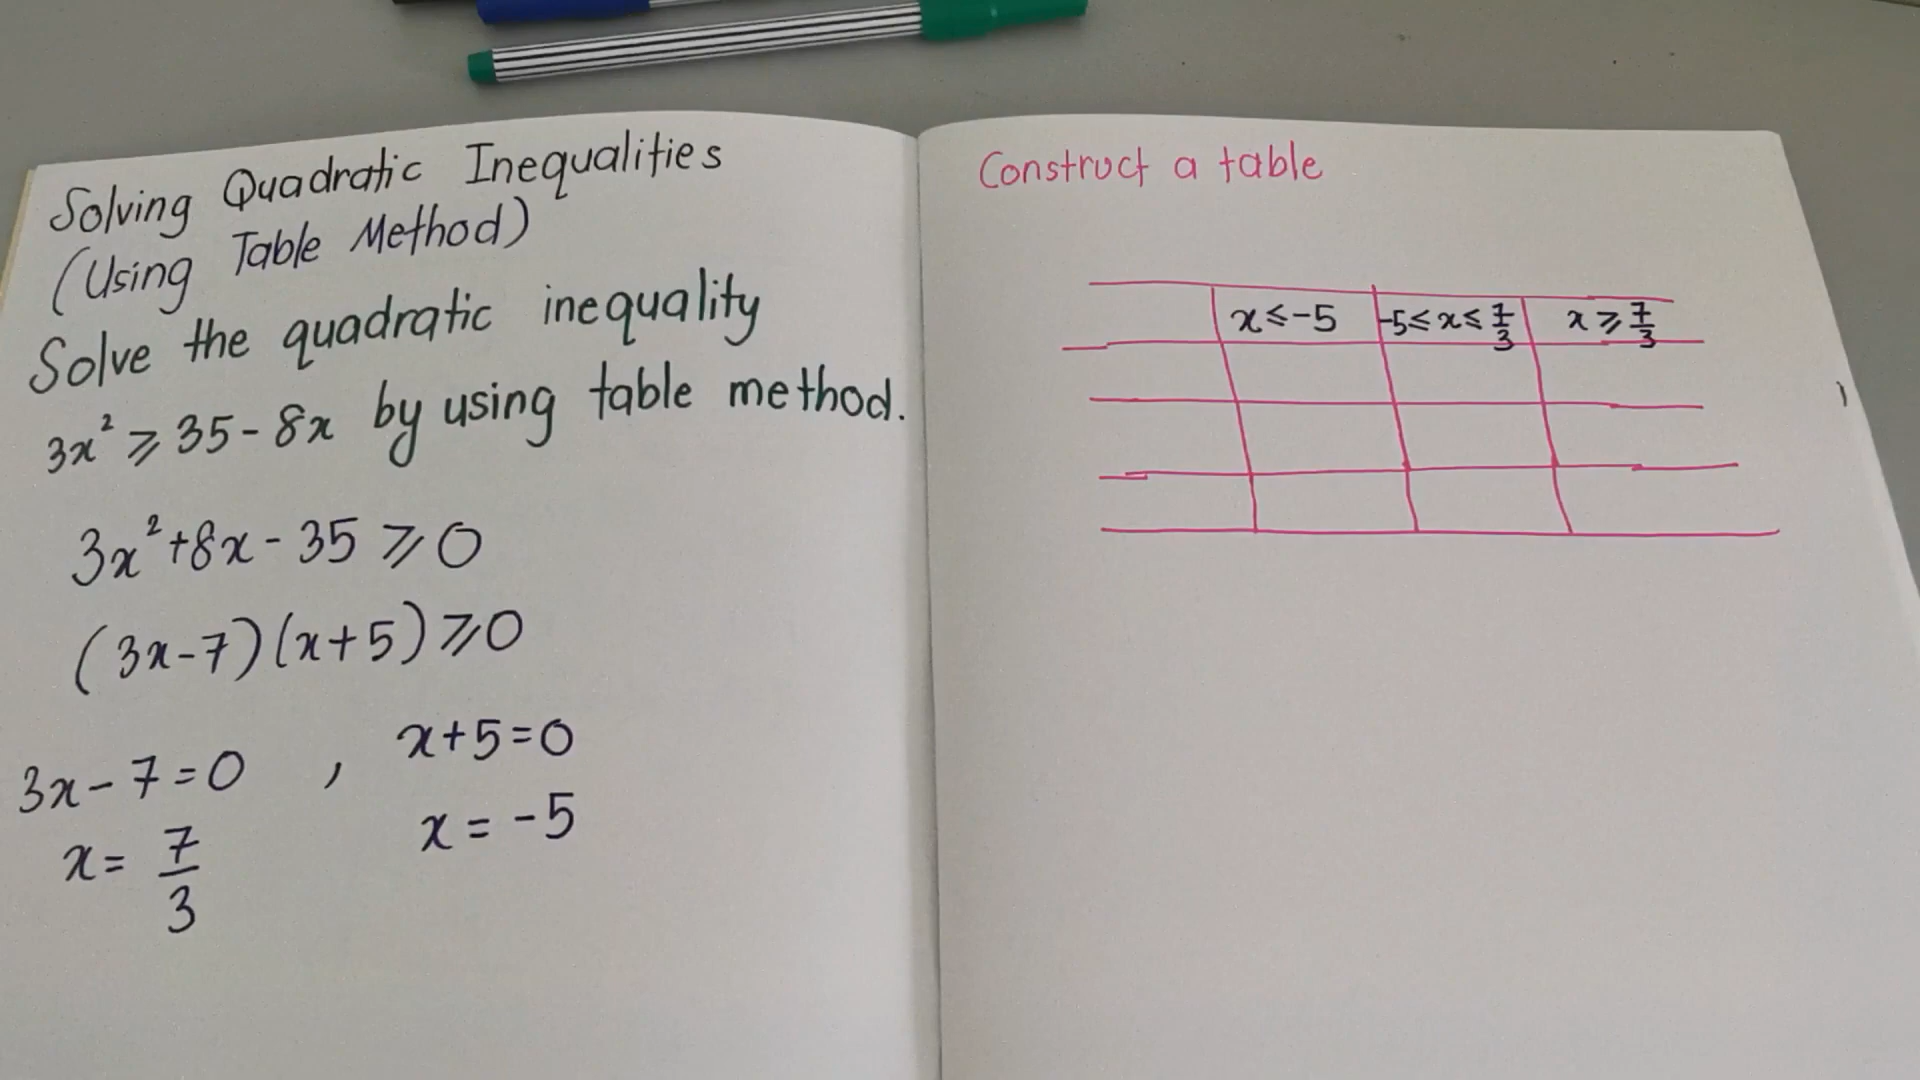 Solving Quadratic Inequalities
(Using Table Method)
Solve the quadratic inequality
3x² ⩾ 35 - 8x by using table method.
3x² + 8x - 35 ⩾ 0
(3x - 7)(x + 5) ⩾ 0
3x - 7 = 0 , x + 5 = 0
x = 7/3 x = -5
Construct a table
x ⩽ -5 -5 ⩽ x ⩽ 7/3 x ⩾ 7/3